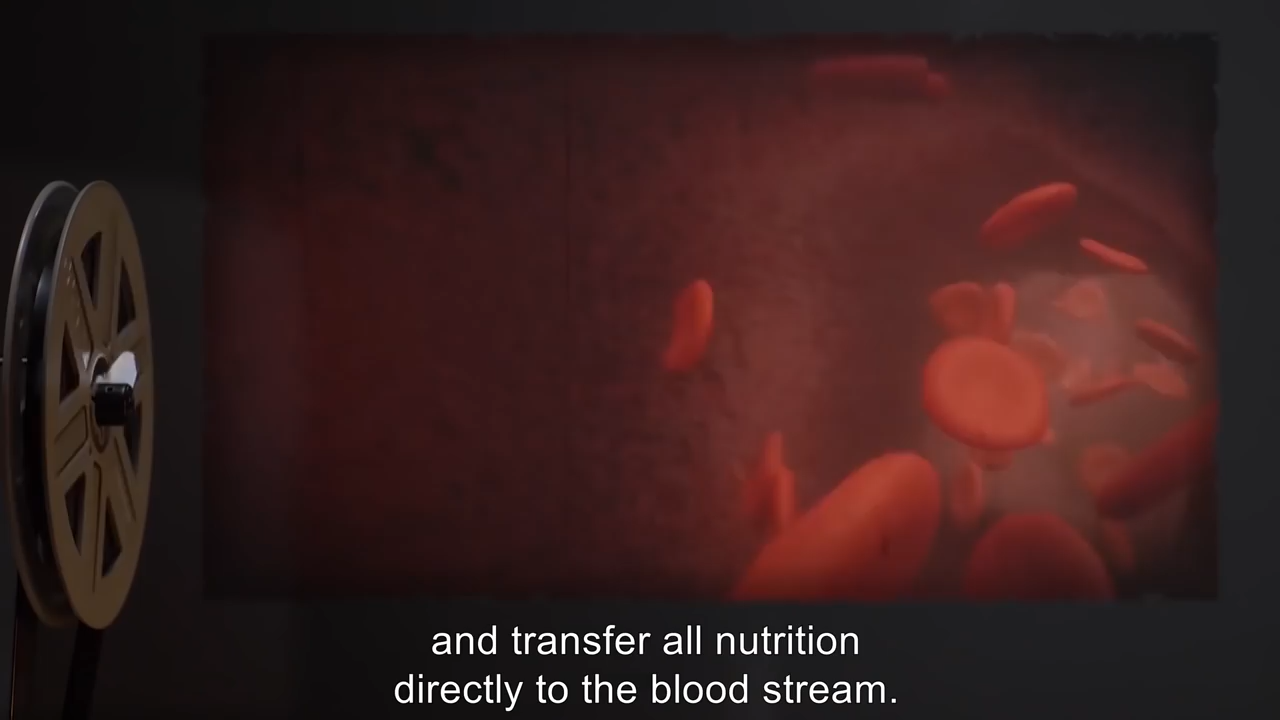 and transfer all nutrition
directly to the blood stream.